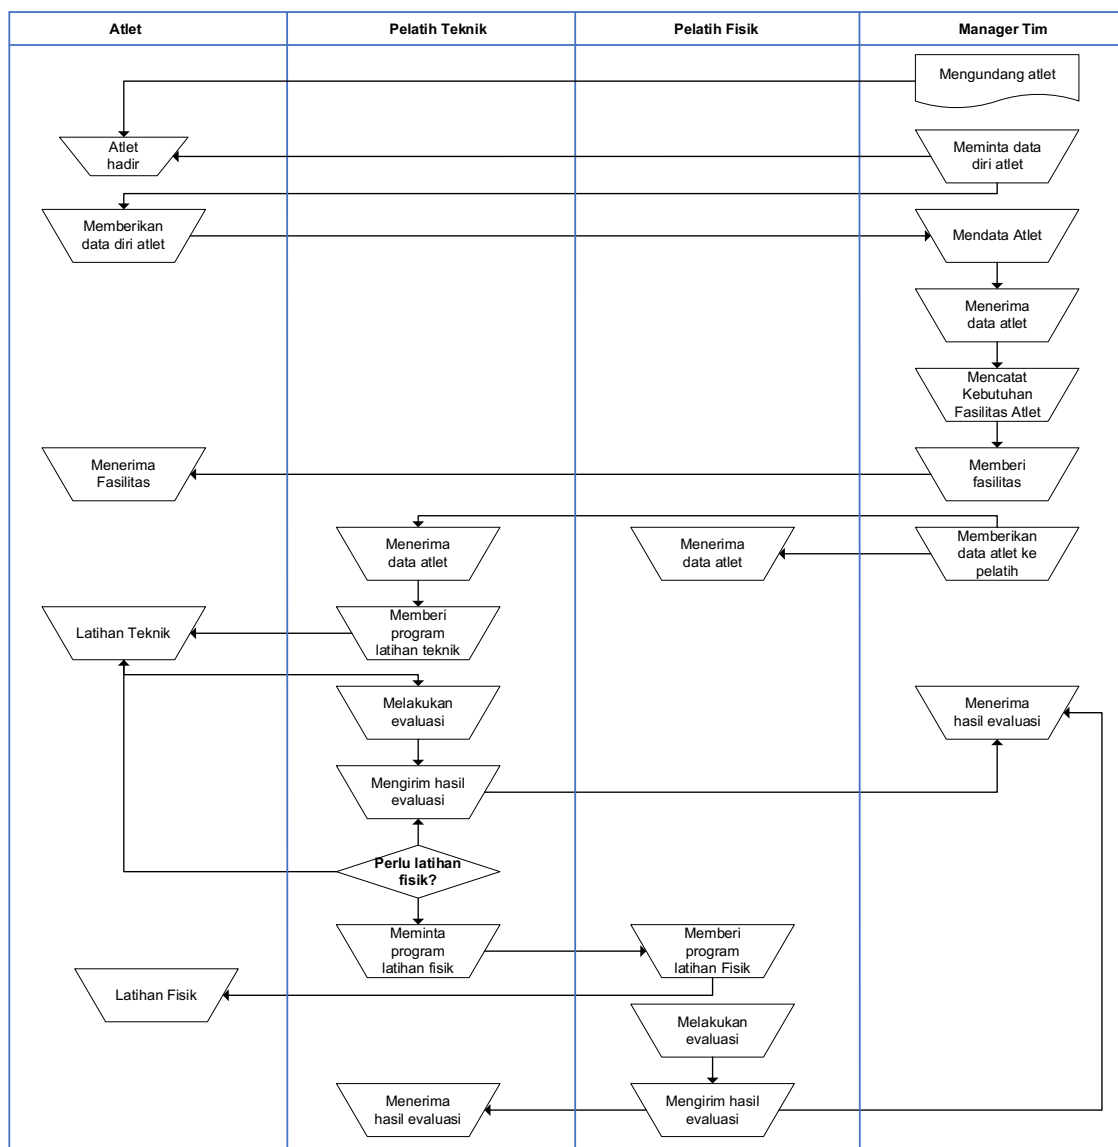 Atlet
Pelatih Teknik
Pelatih Fisik
Manager Tim
Mengundang atlet
Atlet
hadir
Meminta data
diri atlet
Memberikan
data diri atlet
Mendata Atlet
Menerima
data atlet
Mencatat
Kebutuhan
Fasilitas Atlet
Menerima
Fasilitas
Memberi
fasilitas
Menerima
data atlet
Menerima
data atlet
Memberikan
data atlet ke
pelatih
Latihan Teknik
Memberi
program
latihan teknik
Melakukan
evaluasi
Menerima
hasil evaluasi
Mengirim hasil
evaluasi
Perlu latihan
fisik?
Meminta
program
latihan fisik
Memberi
program
latihan Fisik
Latihan Fisik
Melakukan
evaluasi
Menerima
hasil evaluasi
Mengirim hasil
evaluasi